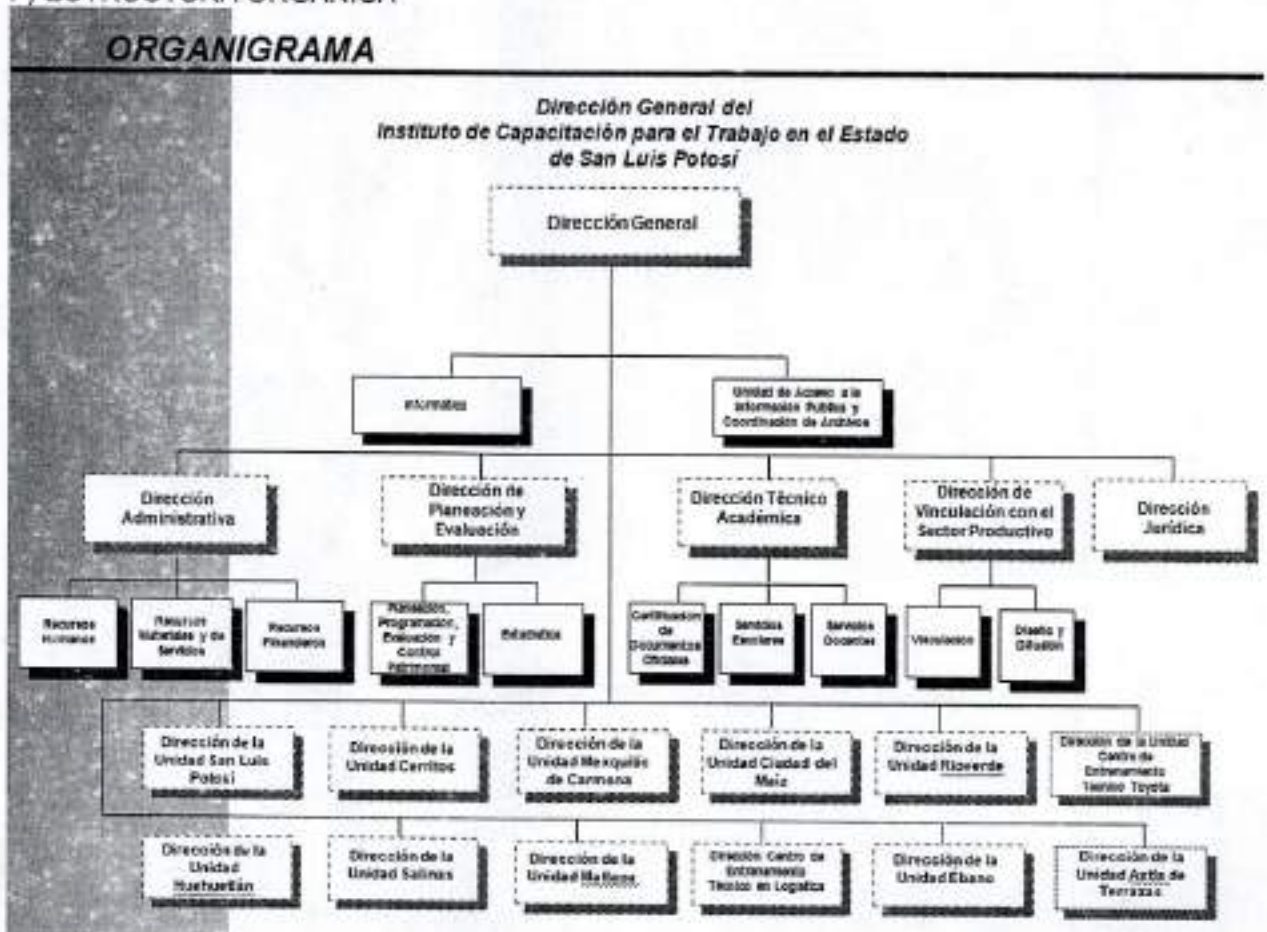 ORGANIGRAMA
Dirección General del
Instituto de Capacitación para el Trabajo en el Estado
de San Luis Potosí
Dirección General
Informática
Unidad de Acceso a la
Información Pública y
Coordinación de Archivos
Dirección
Administrativa
Dirección de
Planeación y
Evaluación
Dirección Técnico
Académica
Dirección de
Vinculación con el
Sector Productivo
Dirección
Jurídica
Recursos
Humanos
Recursos
Materiales y de
Servicios
Recursos
Financieros
Planeación,
Programación,
Evaluación y
Control
Patrimonial
Estadística
Certificación
de
Documentos
Oficiales
Servicios
Escolares
Servicios
Docentes
Vinculación
Diseño y
Difusión
Dirección de la
Unidad San Luis
Potosí
Dirección de la
Unidad Cerritos
Dirección de la
Unidad Mexquitic
de Carmona
Dirección de la
Unidad Ciudad del
Maíz
Dirección de la
Unidad Rioverde
Dirección de la Unidad
Centro de
Entrenamiento
Técnico Toyota
Dirección de la
Unidad
Huehuetlán
Dirección de la
Unidad Salinas
Dirección de la
Unidad
Dirección Centro de
Entrenamiento
Técnico en Logística
Dirección de la
Unidad Ebano
Dirección de la
Unidad Axtla de
Terrazas